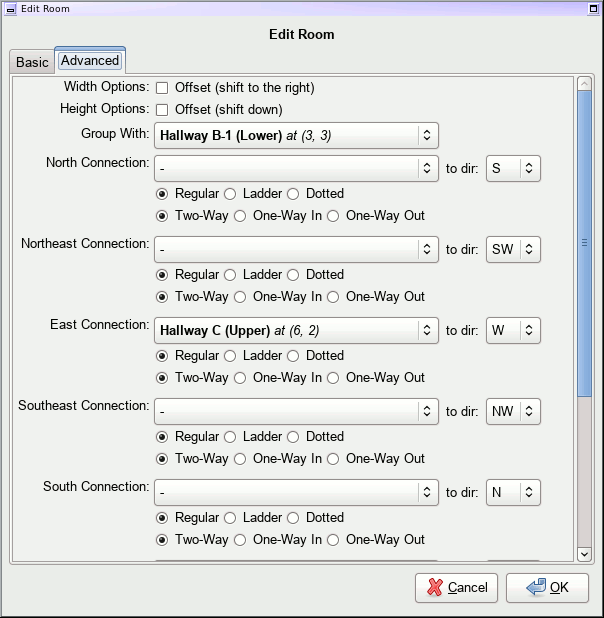 Edit Room
Edit Room
Basic Advanced
Width Options: Offset (shift to the right)
Height Options: Offset (shift down)
Group With: Hallway B-1 (Lower) at (3, 3)
North Connection: - to dir: S
Regular Ladder Dotted
Two-Way One-Way In One-Way Out
Northeast Connection: - to dir: SW
Regular Ladder Dotted
Two-Way One-Way In One-Way Out
East Connection: Hallway C (Upper) at (6, 2) to dir: W
Regular Ladder Dotted
Two-Way One-Way In One-Way Out
Southeast Connection: - to dir: NW
Regular Ladder Dotted
Two-Way One-Way In One-Way Out
South Connection: - to dir: N
Regular Ladder Dotted
Two-Way One-Way In One-Way Out
Cancel OK